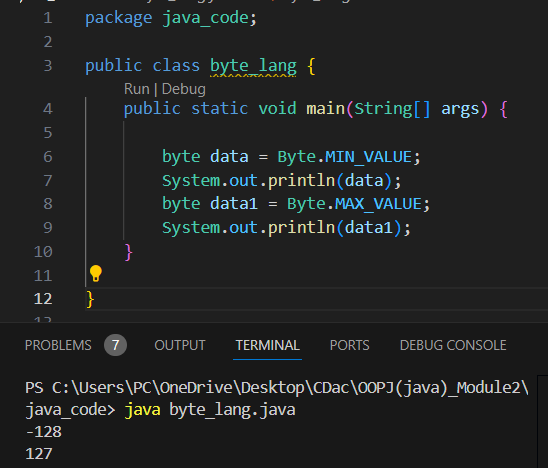 1 package java_code;
2
3 public class byte_lang {
Run | Debug
4 public static void main(String[] args) {
5
6 byte data = Byte.MIN_VALUE;
7 System.out.println(data);
8 byte data1 = Byte.MAX_VALUE;
9 System.out.println(data1);
10 }
11
12 }
PROBLEMS 7 OUTPUT TERMINAL PORTS DEBUG CONSOLE
PS C:\Users\PC\OneDrive\Desktop\CDac\OOPJ(java)_Module2\
java_code> java byte_lang.java
-128
127